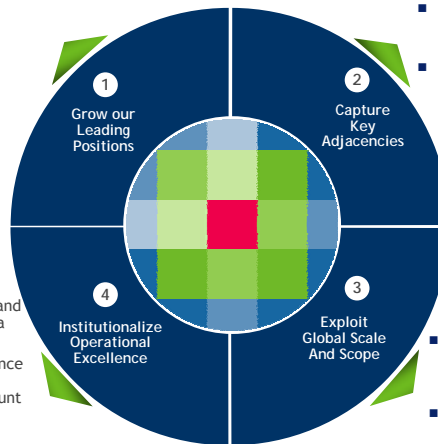 1
Grow our
Leading
Positions
2
Capture
Key
Adjacencies
4
Institutionalize
Operational
Excellence
3
Exploit
Global Scale
And Scope
and
a